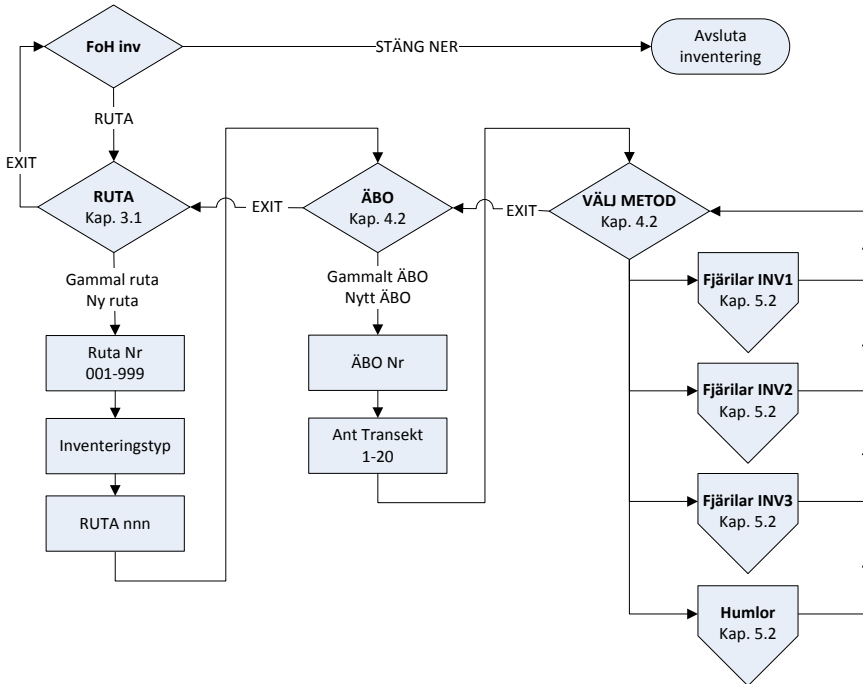 FoH inv
STÄNG NER
Avsluta
inventering
RUTA
EXIT
RUTA
Kap. 3.1
EXIT
ÄBO
Kap. 4.2
EXIT
VÄLJ METOD
Kap. 4.2
Gammal ruta
Ny ruta
Ruta Nr
001-999
Inventeringstyp
RUTA nnn
Gammalt ÄBO
Nytt ÄBO
ÄBO Nr
Ant Transekt
1-20
Fjärilar INV1
Kap. 5.2
Fjärilar INV2
Kap. 5.2
Fjärilar INV3
Kap. 5.2
Humlor
Kap. 5.2